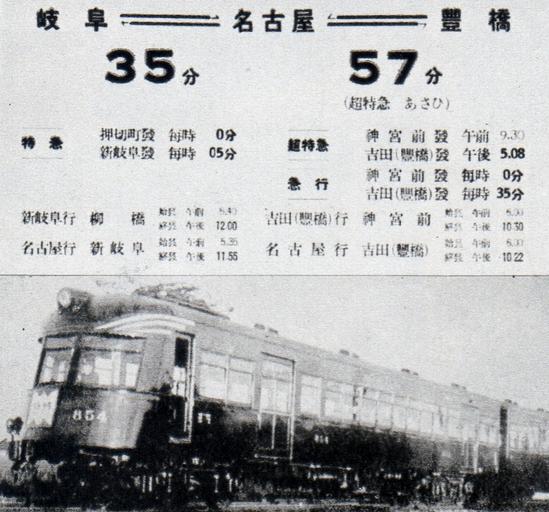 岐阜 名古屋 豐橋
35分 57分
(超特急 あさひ)
特急 押切町發 每時 0分
新岐阜發 每時 05分
超特急 神宮前發 午前 9.30
吉田(豐橋)發 午後 5.08
急行 神宮前發 每時 0分
吉田(豐橋)發 每時 35分
新岐阜行 柳橋 始發 午前 5.40
終發 午後 12.00
名古屋行 新岐阜 始發 午前 5.35
終發 午後 11.55
吉田(豐橋)行 神宮前 始發 午前 6.00
終發 午後 10.30
名古屋行 吉田(豐橋) 始發 午前 6.00
終發 午後 10.22
854
854